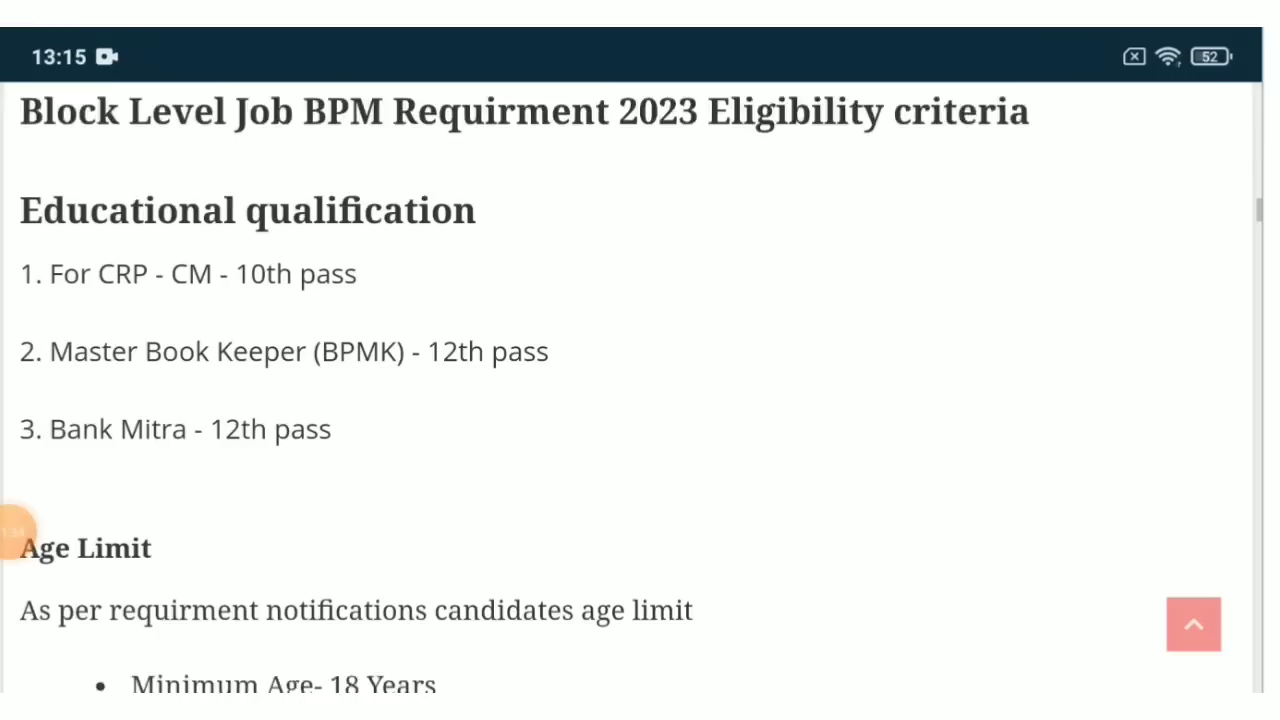 13:15
52
Block Level Job BPM Requirment 2023 Eligibility criteria
Educational qualification
1. For CRP - CM - 10th pass
2. Master Book Keeper (BPMK) - 12th pass
3. Bank Mitra - 12th pass
Age Limit
As per requirment notifications candidates age limit
• Minimum Age- 18 Years